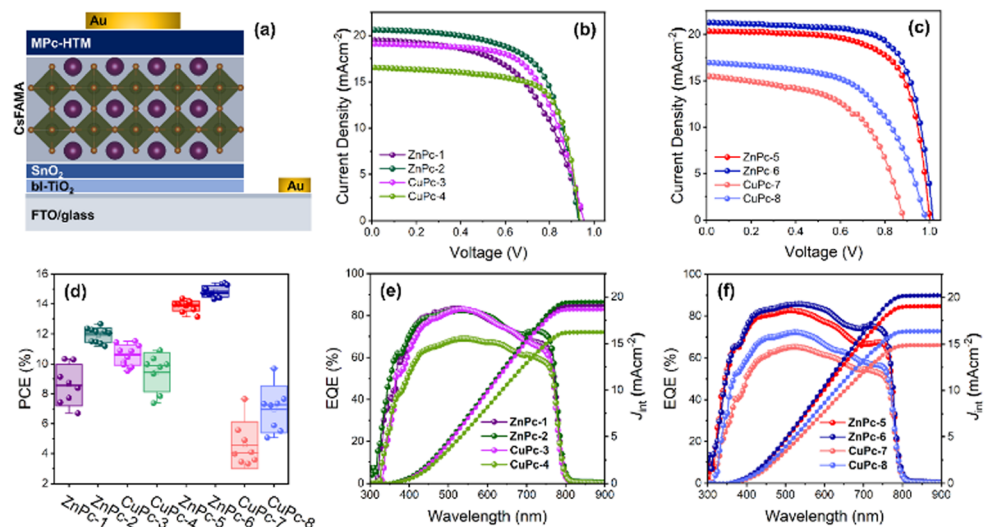 (a)
Au
MPc-HTM
CsFAMA
SnO2
bl-TiO2
Au
FTO/glass
(b)
Current Density (mAcm-2)
20
15
10
5
0
ZnPc-1
ZnPc-2
CuPc-3
CuPc-4
0.0 0.2 0.4 0.6 0.8 1.0
Voltage (V)
(c)
Current Density (mAcm-2)
20
15
10
5
0
ZnPc-5
ZnPc-6
CuPc-7
CuPc-8
0.0 0.2 0.4 0.6 0.8 1.0
Voltage (V)
(d)
PCE (%)
16
14
12
10
8
6
4
2
ZnPc-1
ZnPc-2
CuPc-3
CuPc-4
ZnPc-5
ZnPc-6
CuPc-7
CuPc-8
(e)
EQE (%)
100
80
60
40
20
0
20
15
10
5
0
Jint (mAcm-2)
ZnPc-1
ZnPc-2
CuPc-3
CuPc-4
300 400 500 600 700 800 900
Wavelength (nm)
(f)
EQE (%)
100
80
60
40
20
0
20
15
10
5
0
Jint (mAcm-2)
ZnPc-5
ZnPc-6
CuPc-7
CuPc-8
300 400 500 600 700 800 900
Wavelength (nm)